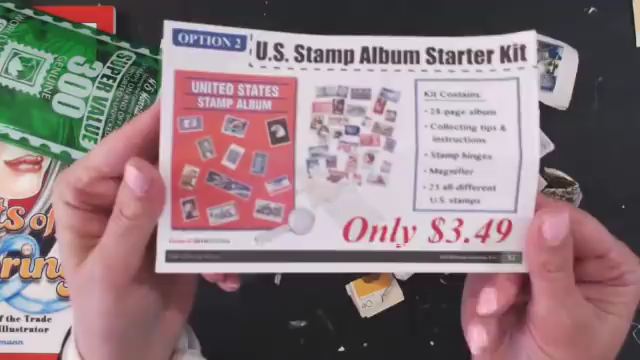 OPTION 2
U.S. Stamp Album Starter Kit
UNITED STATES
STAMP ALBUM
Kit Contains:
• 28-page album
• Collecting tips &
instructions
• Stamp hinges
• Magnifier
• 25 all-different
U.S. stamps
Only $3.49
GENUINE
300
SUPER VALUE
of the Trade
Illustrator